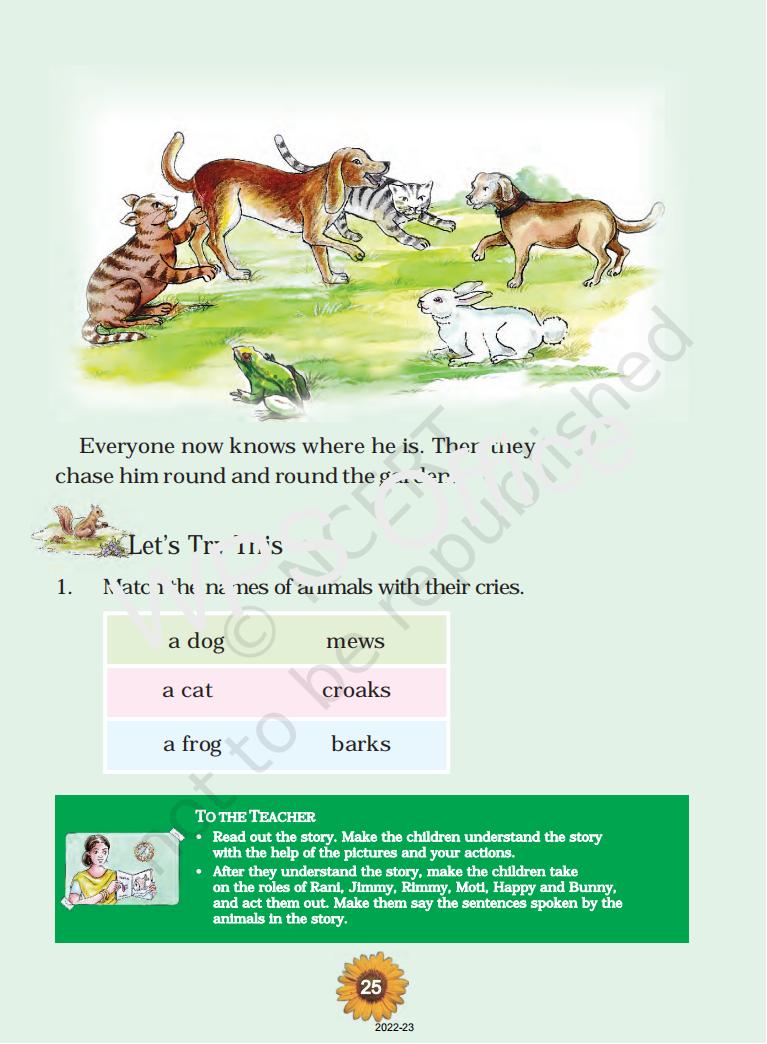 Everyone now knows where he is. Then they
chase him round and round the garden.
Let's Try This
1. Match the names of animals with their cries.
a dog mews
a cat croaks
a frog barks
TO THE TEACHER
• Read out the story. Make the children understand the story
with the help of the pictures and your actions.
• After they understand the story, make the children take
on the roles of Rani, Jimmy, Rimmy, Moti, Happy and Bunny,
and act them out. Make them say the sentences spoken by the
animals in the story.
25
2022-23
© NCERT
not to be republished
WPS Office